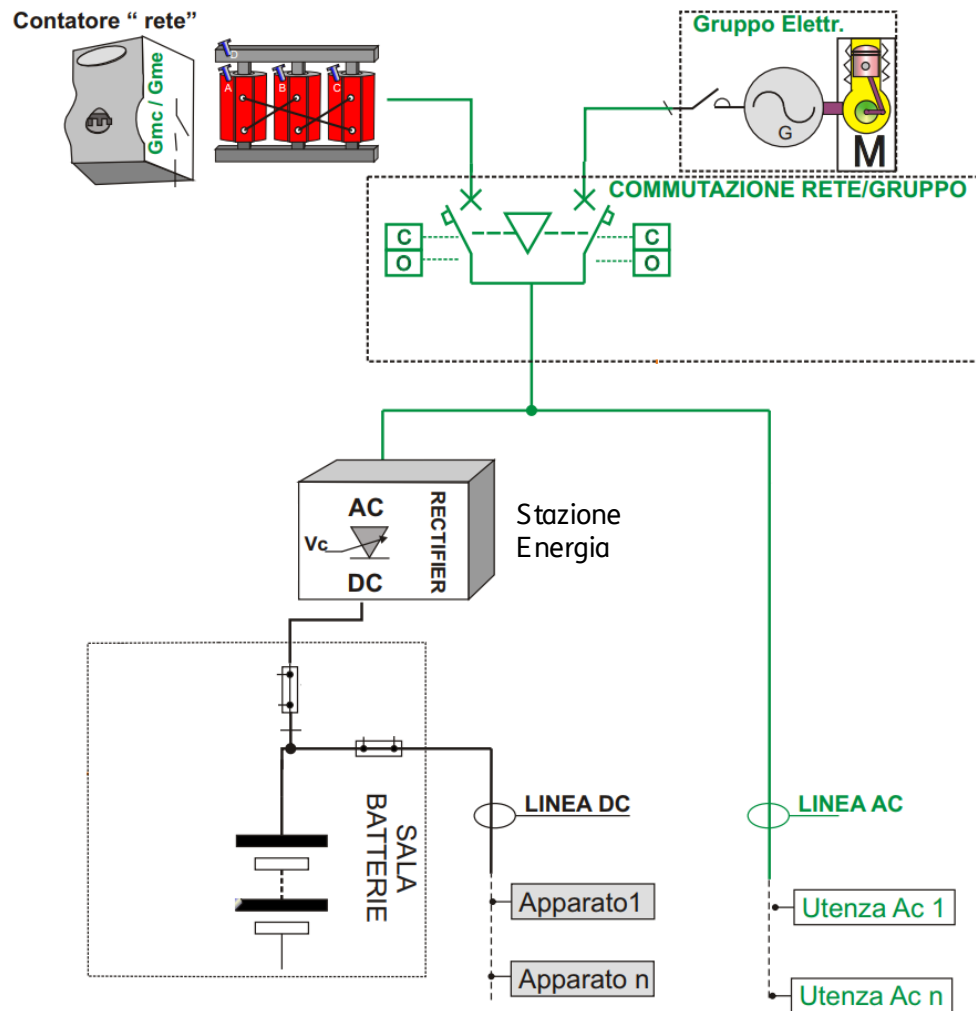 Contatore “ rete”
Gmc / Gme
A
B
C
Gruppo Elettr.
G
M
COMMUTAZIONE RETE/GRUPPO
C
O
C
O
AC
Vc
DC
RECTIFIER
Stazione
Energia
SALA
BATTERIE
LINEA DC
LINEA AC
Apparato1
Apparato n
Utenza Ac 1
Utenza Ac n